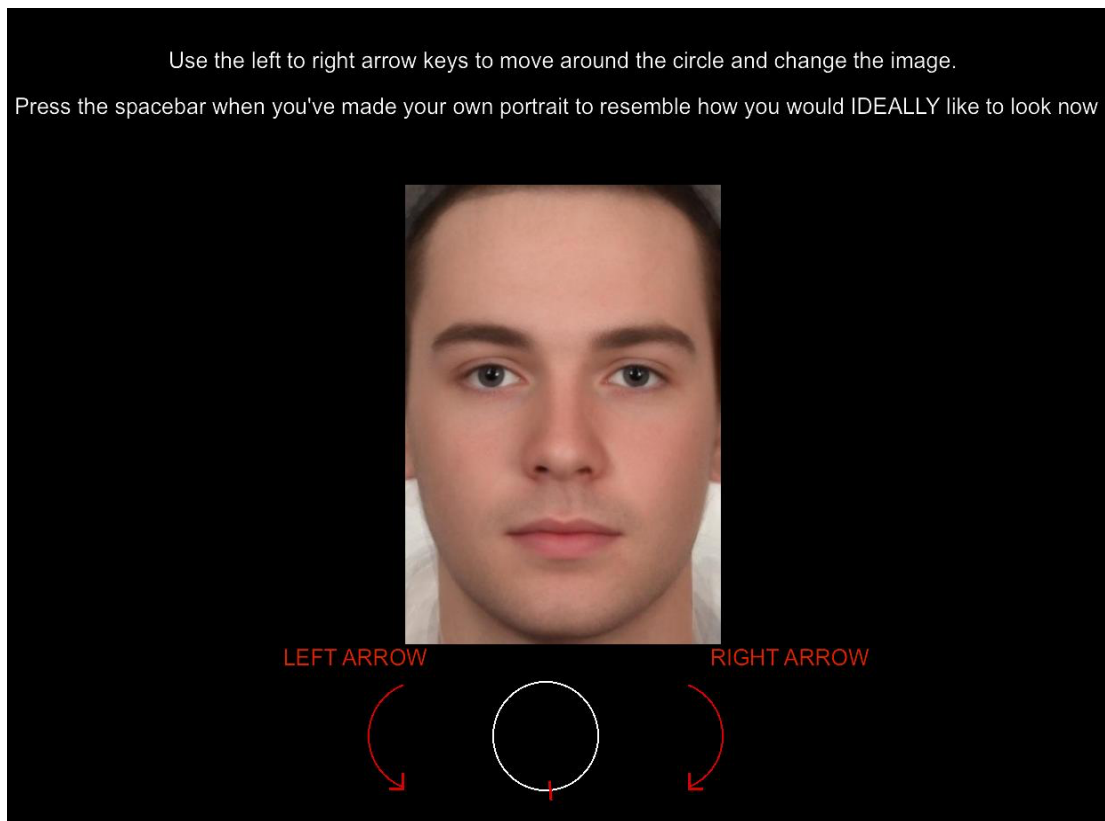 Use the left to right arrow keys to move around the circle and change the image.
Press the spacebar when you've made your own portrait to resemble how you would IDEALLY like to look now
LEFT ARROW
RIGHT ARROW